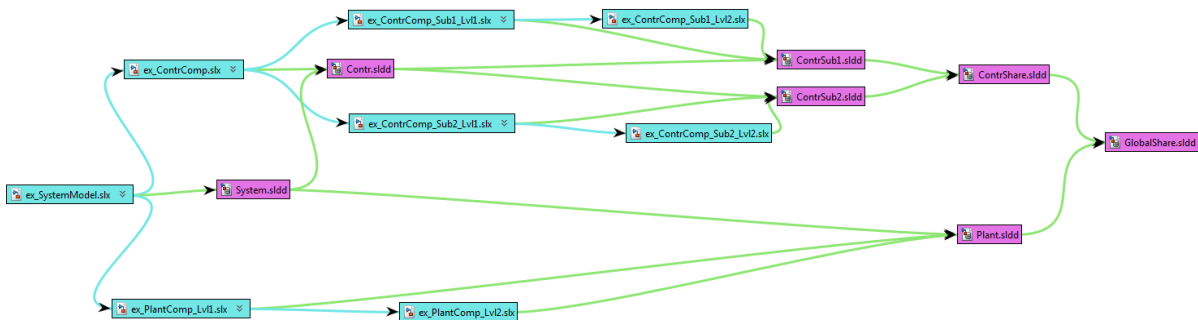 ex_ContrComp_Sub1_Lvl1.slx
ex_ContrComp_Sub1_Lvl2.slx
ex_ContrComp.slx
Contr.sldd
ContrSub1.sldd
ContrShare.sldd
ContrSub2.sldd
ex_ContrComp_Sub2_Lvl1.slx
ex_ContrComp_Sub2_Lvl2.slx
GlobalShare.sldd
ex_SystemModel.slx
System.sldd
Plant.sldd
ex_PlantComp_Lvl1.slx
ex_PlantComp_Lvl2.slx